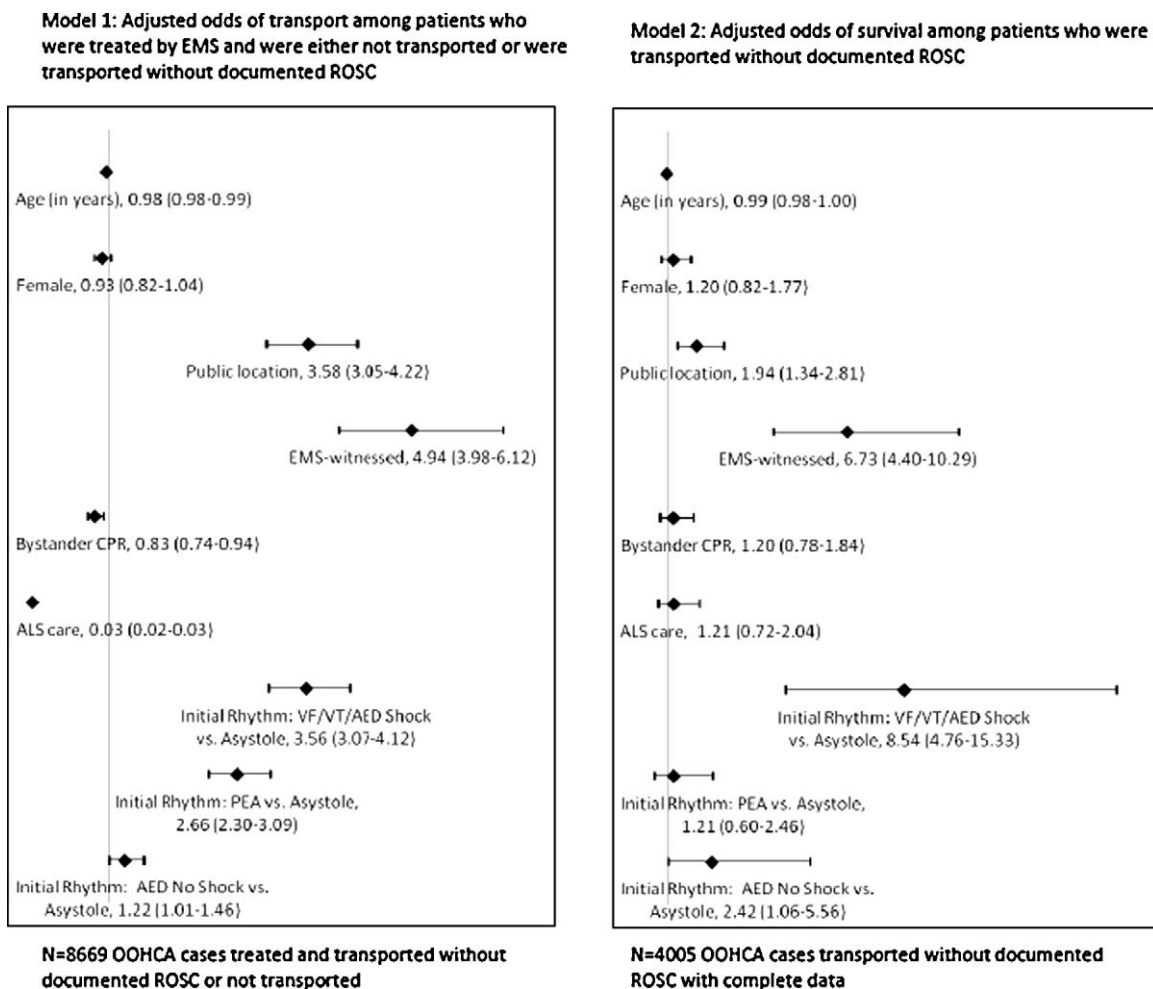 Model 1: Adjusted odds of transport among patients who
were treated by EMS and were either not transported or were
transported without documented ROSC
Age (in years), 0.98 (0.98-0.99)
Female, 0.93 (0.82-1.04)
Public location, 3.58 (3.05-4.22)
EMS-witnessed, 4.94 (3.98-6.12)
Bystander CPR, 0.83 (0.74-0.94)
ALS care, 0.03 (0.02-0.03)
Initial Rhythm: VF/VT/AED Shock
vs. Asystole, 3.56 (3.07-4.12)
Initial Rhythm: PEA vs. Asystole,
2.66 (2.30-3.09)
Initial Rhythm: AED No Shock vs.
Asystole, 1.22 (1.01-1.46)
N=8669 OOHCA cases treated and transported without
documented ROSC or not transported
Model 2: Adjusted odds of survival among patients who were
transported without documented ROSC
Age (in years), 0.99 (0.98-1.00)
Female, 1.20 (0.82-1.77)
Public location, 1.94 (1.34-2.81)
EMS-witnessed, 6.73 (4.40-10.29)
Bystander CPR, 1.20 (0.78-1.84)
ALS care, 1.21 (0.72-2.04)
Initial Rhythm: VF/VT/AED Shock
vs. Asystole, 8.54 (4.76-15.33)
Initial Rhythm: PEA vs. Asystole,
1.21 (0.60-2.46)
Initial Rhythm: AED No Shock vs.
Asystole, 2.42 (1.06-5.56)
N=4005 OOHCA cases transported without documented
ROSC with complete data